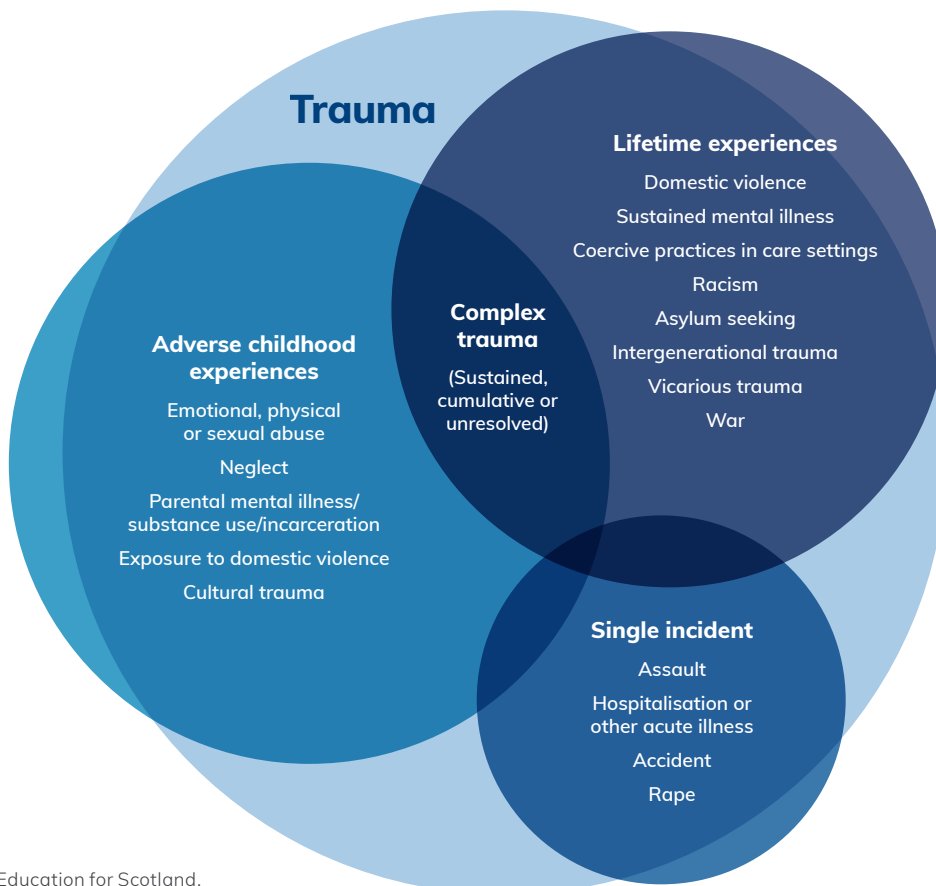 Trauma
Lifetime experiences
Domestic violence
Sustained mental illness
Coercive practices in care settings
Racism
Asylum seeking
Intergenerational trauma
Vicarious trauma
War
Complex
trauma
(Sustained,
cumulative or
unresolved)
Adverse childhood
experiences
Emotional, physical
or sexual abuse
Neglect
Parental mental illness/
substance use/incarceration
Exposure to domestic violence
Cultural trauma
Single incident
Assault
Hospitalisation or
other acute illness
Accident
Rape
Education for Scotland.